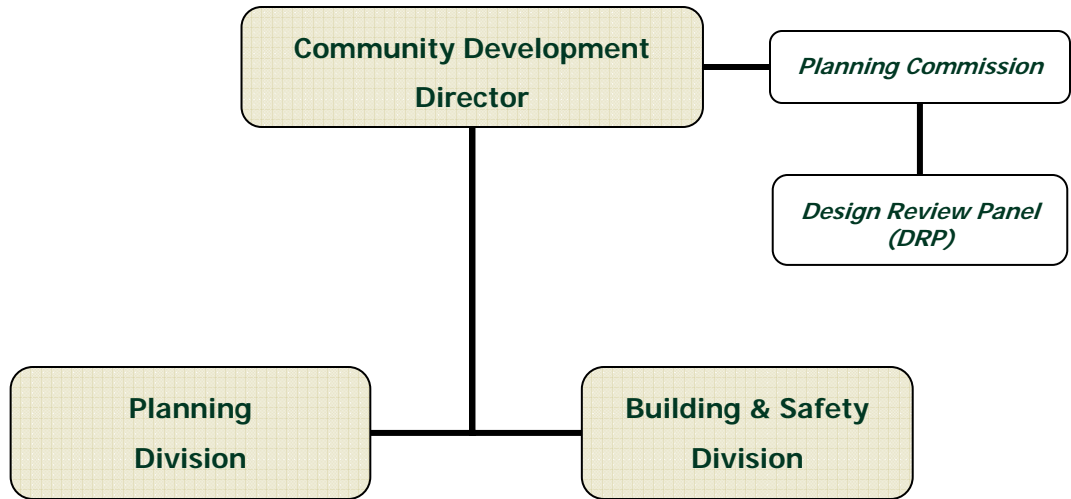 Community Development
Director
Planning Commission
Design Review Panel
(DRP)
Planning
Division
Building & Safety
Division